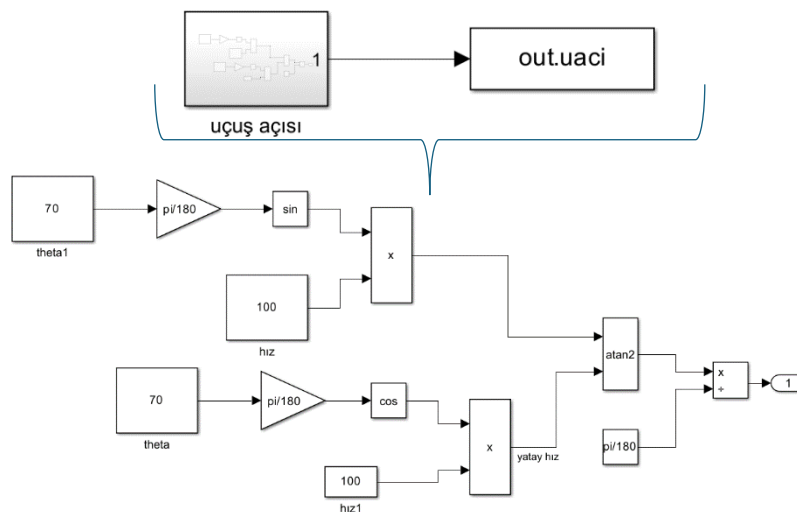 1
out.uaci
uçuş açısı
70
pi/180
sin
theta1
x
100
hız
atan2
70
pi/180
cos
x
÷
1
theta
x
yatay hız
pi/180
100
hız1